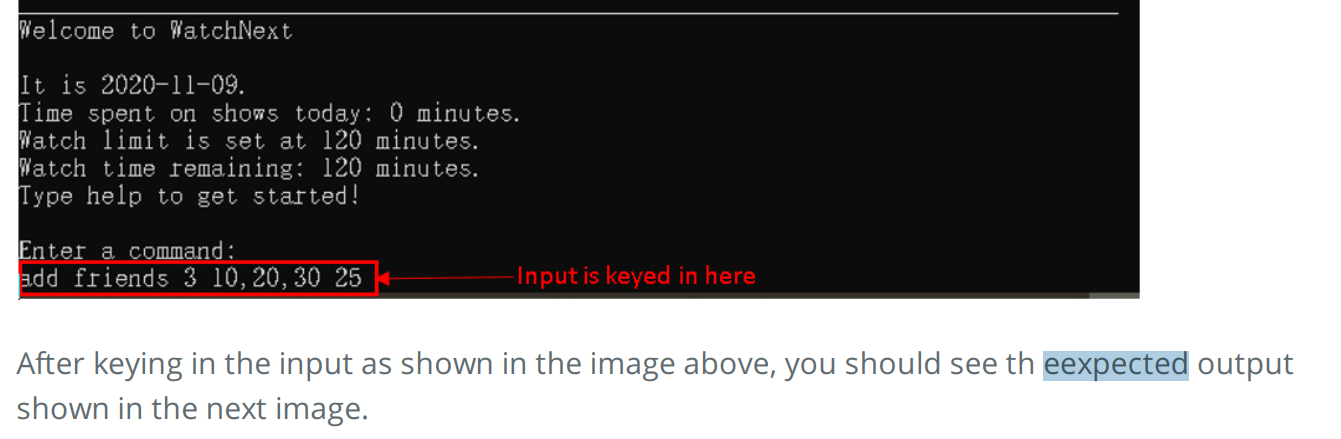 Welcome to WatchNext
It is 2020-11-09.
Time spent on shows today: 0 minutes.
Watch limit is set at 120 minutes.
Watch time remaining: 120 minutes.
Type help to get started!
Enter a command:
add friends 3 10,20,30 25
Input is keyed in here
After keying in the input as shown in the image above, you should see th eexpected output
shown in the next image.